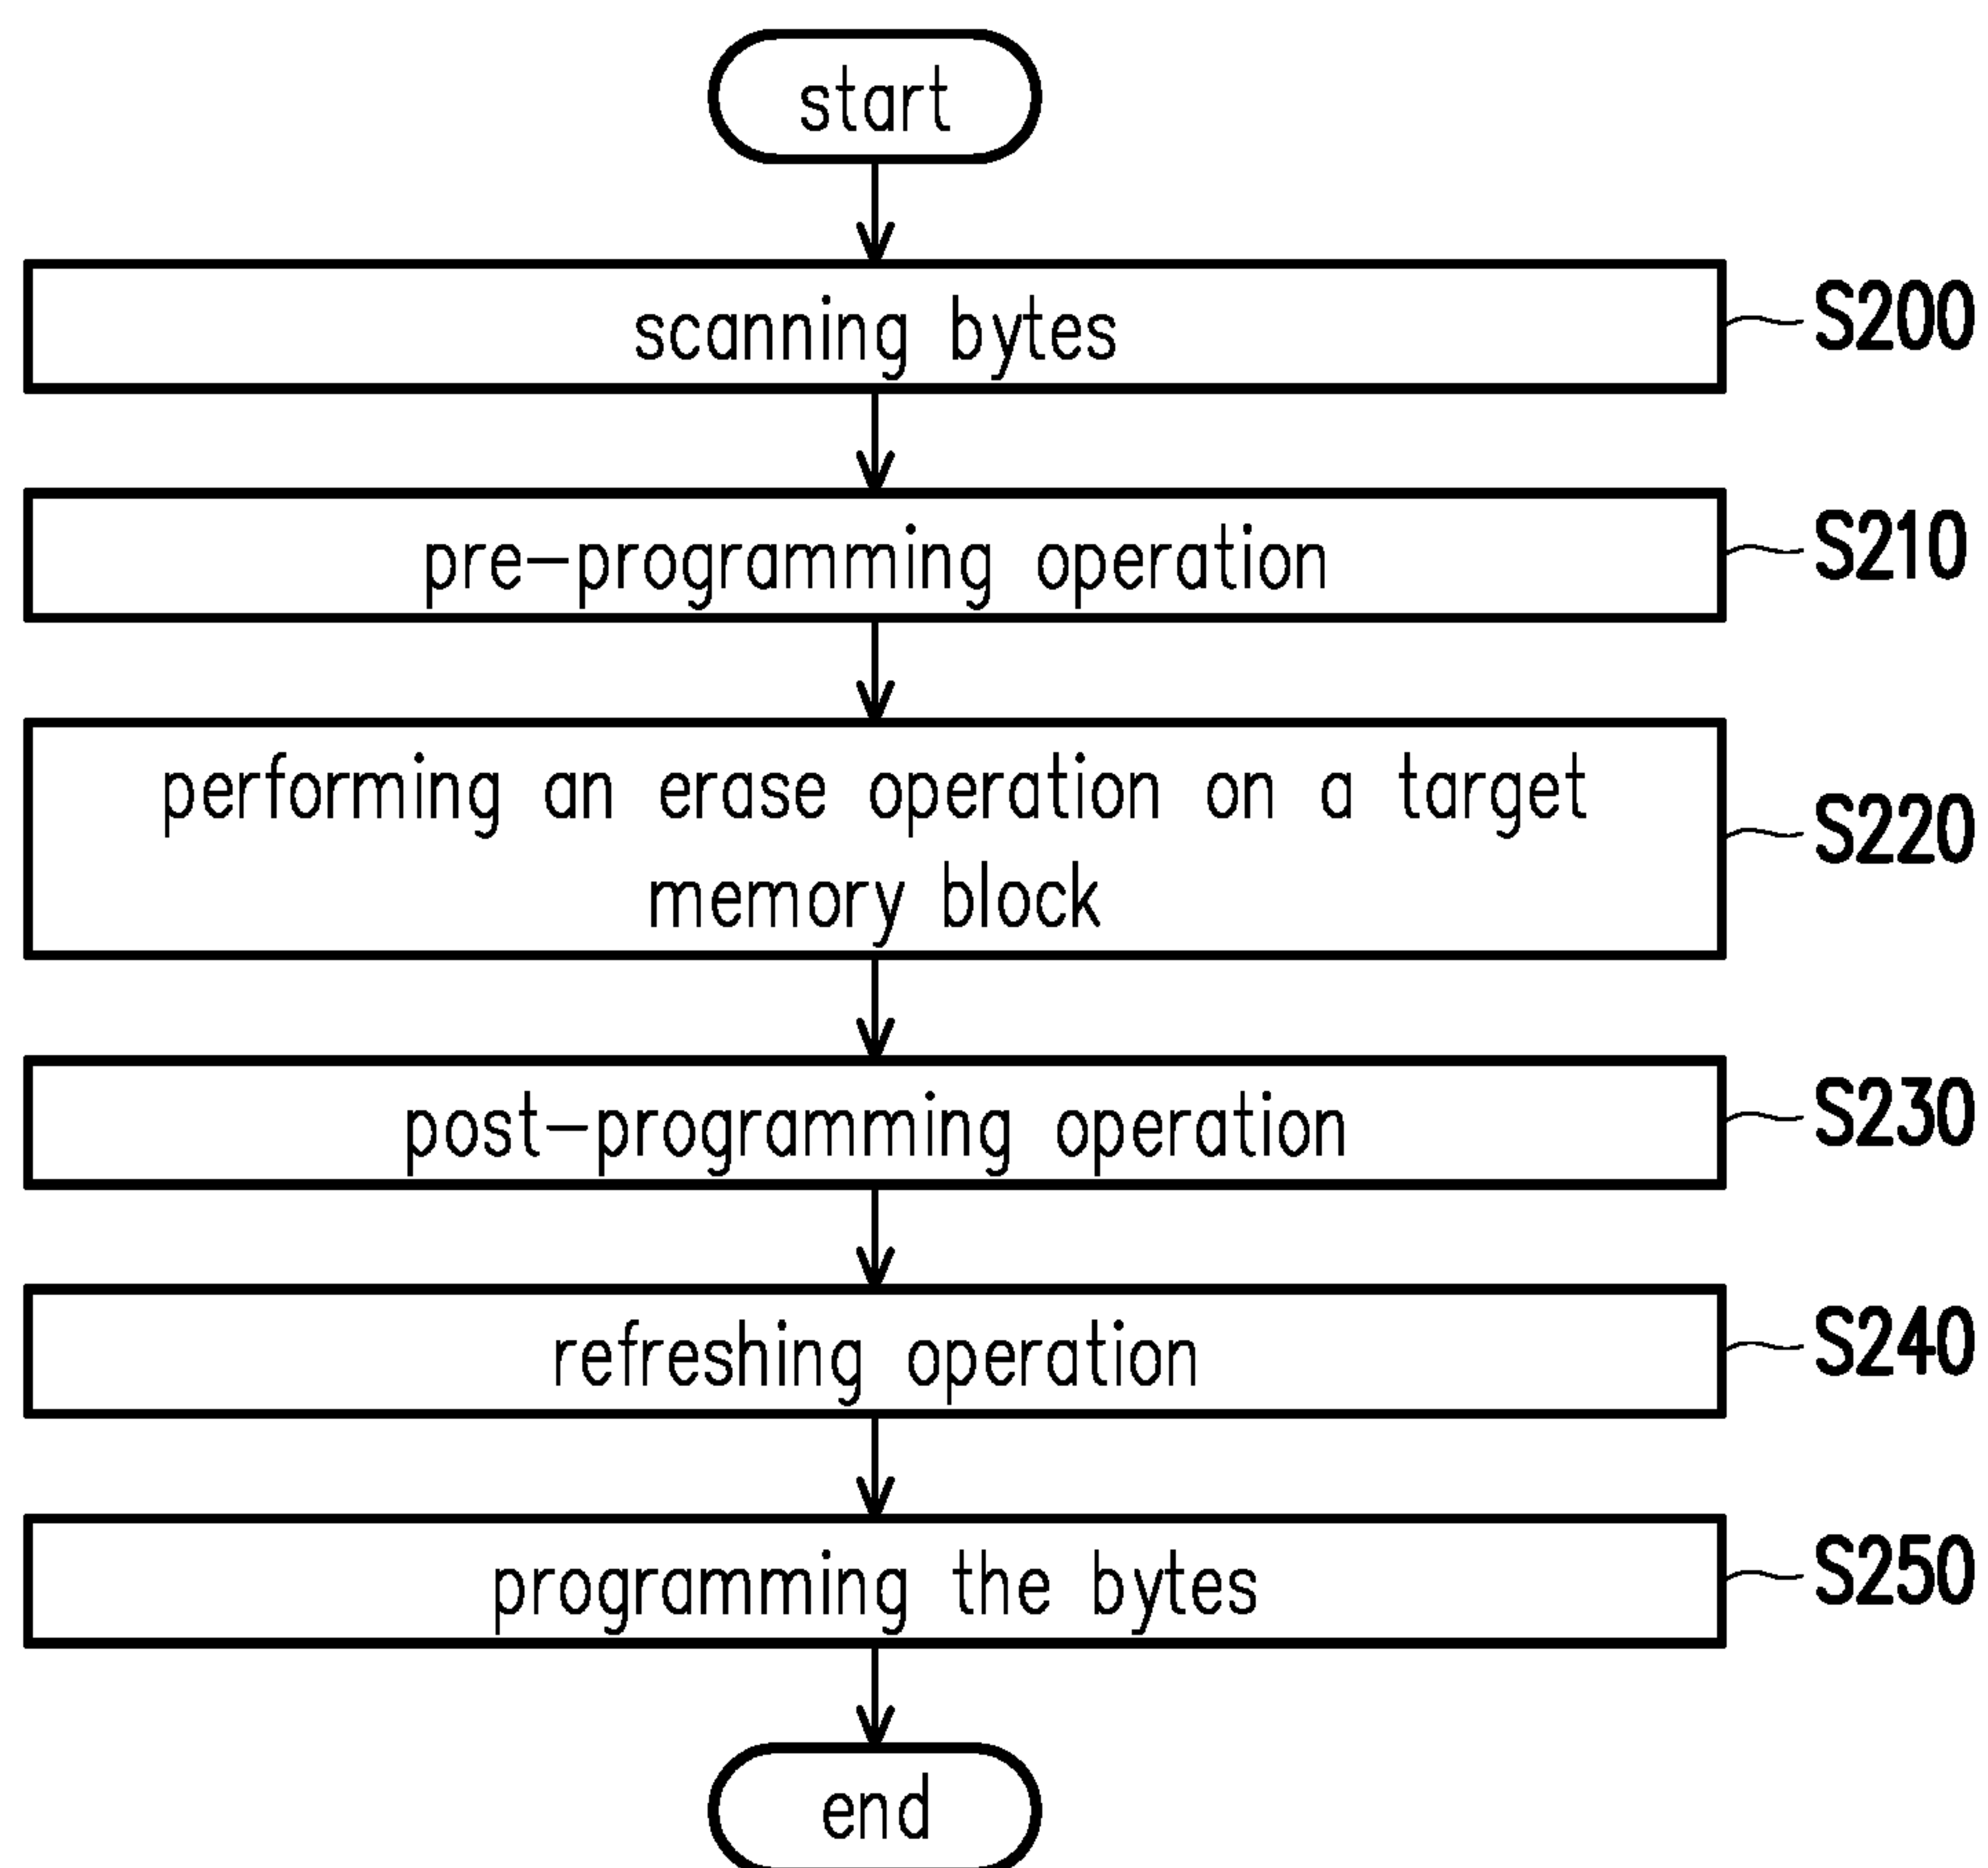 start
scanning bytes
S200
pre-programming operation
S210
performing an erase operation on a target
memory block
S220
post-programming operation
S230
refreshing operation
S240
programming the bytes
S250
end